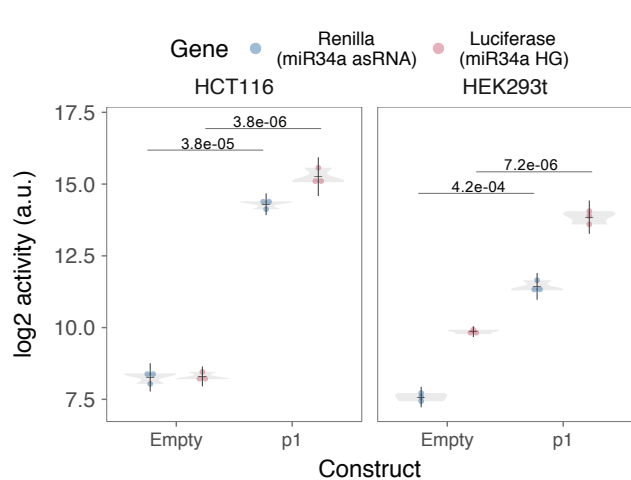 Gene
Renilla
(miR34a asRNA)
Luciferase
(miR34a HG)
HCT116
HEK293t
17.5
15.0
12.5
10.0
7.5
log2 activity (a.u.)
3.8e-06
3.8e-05
7.2e-06
4.2e-04
Empty
p1
Empty
p1
Construct